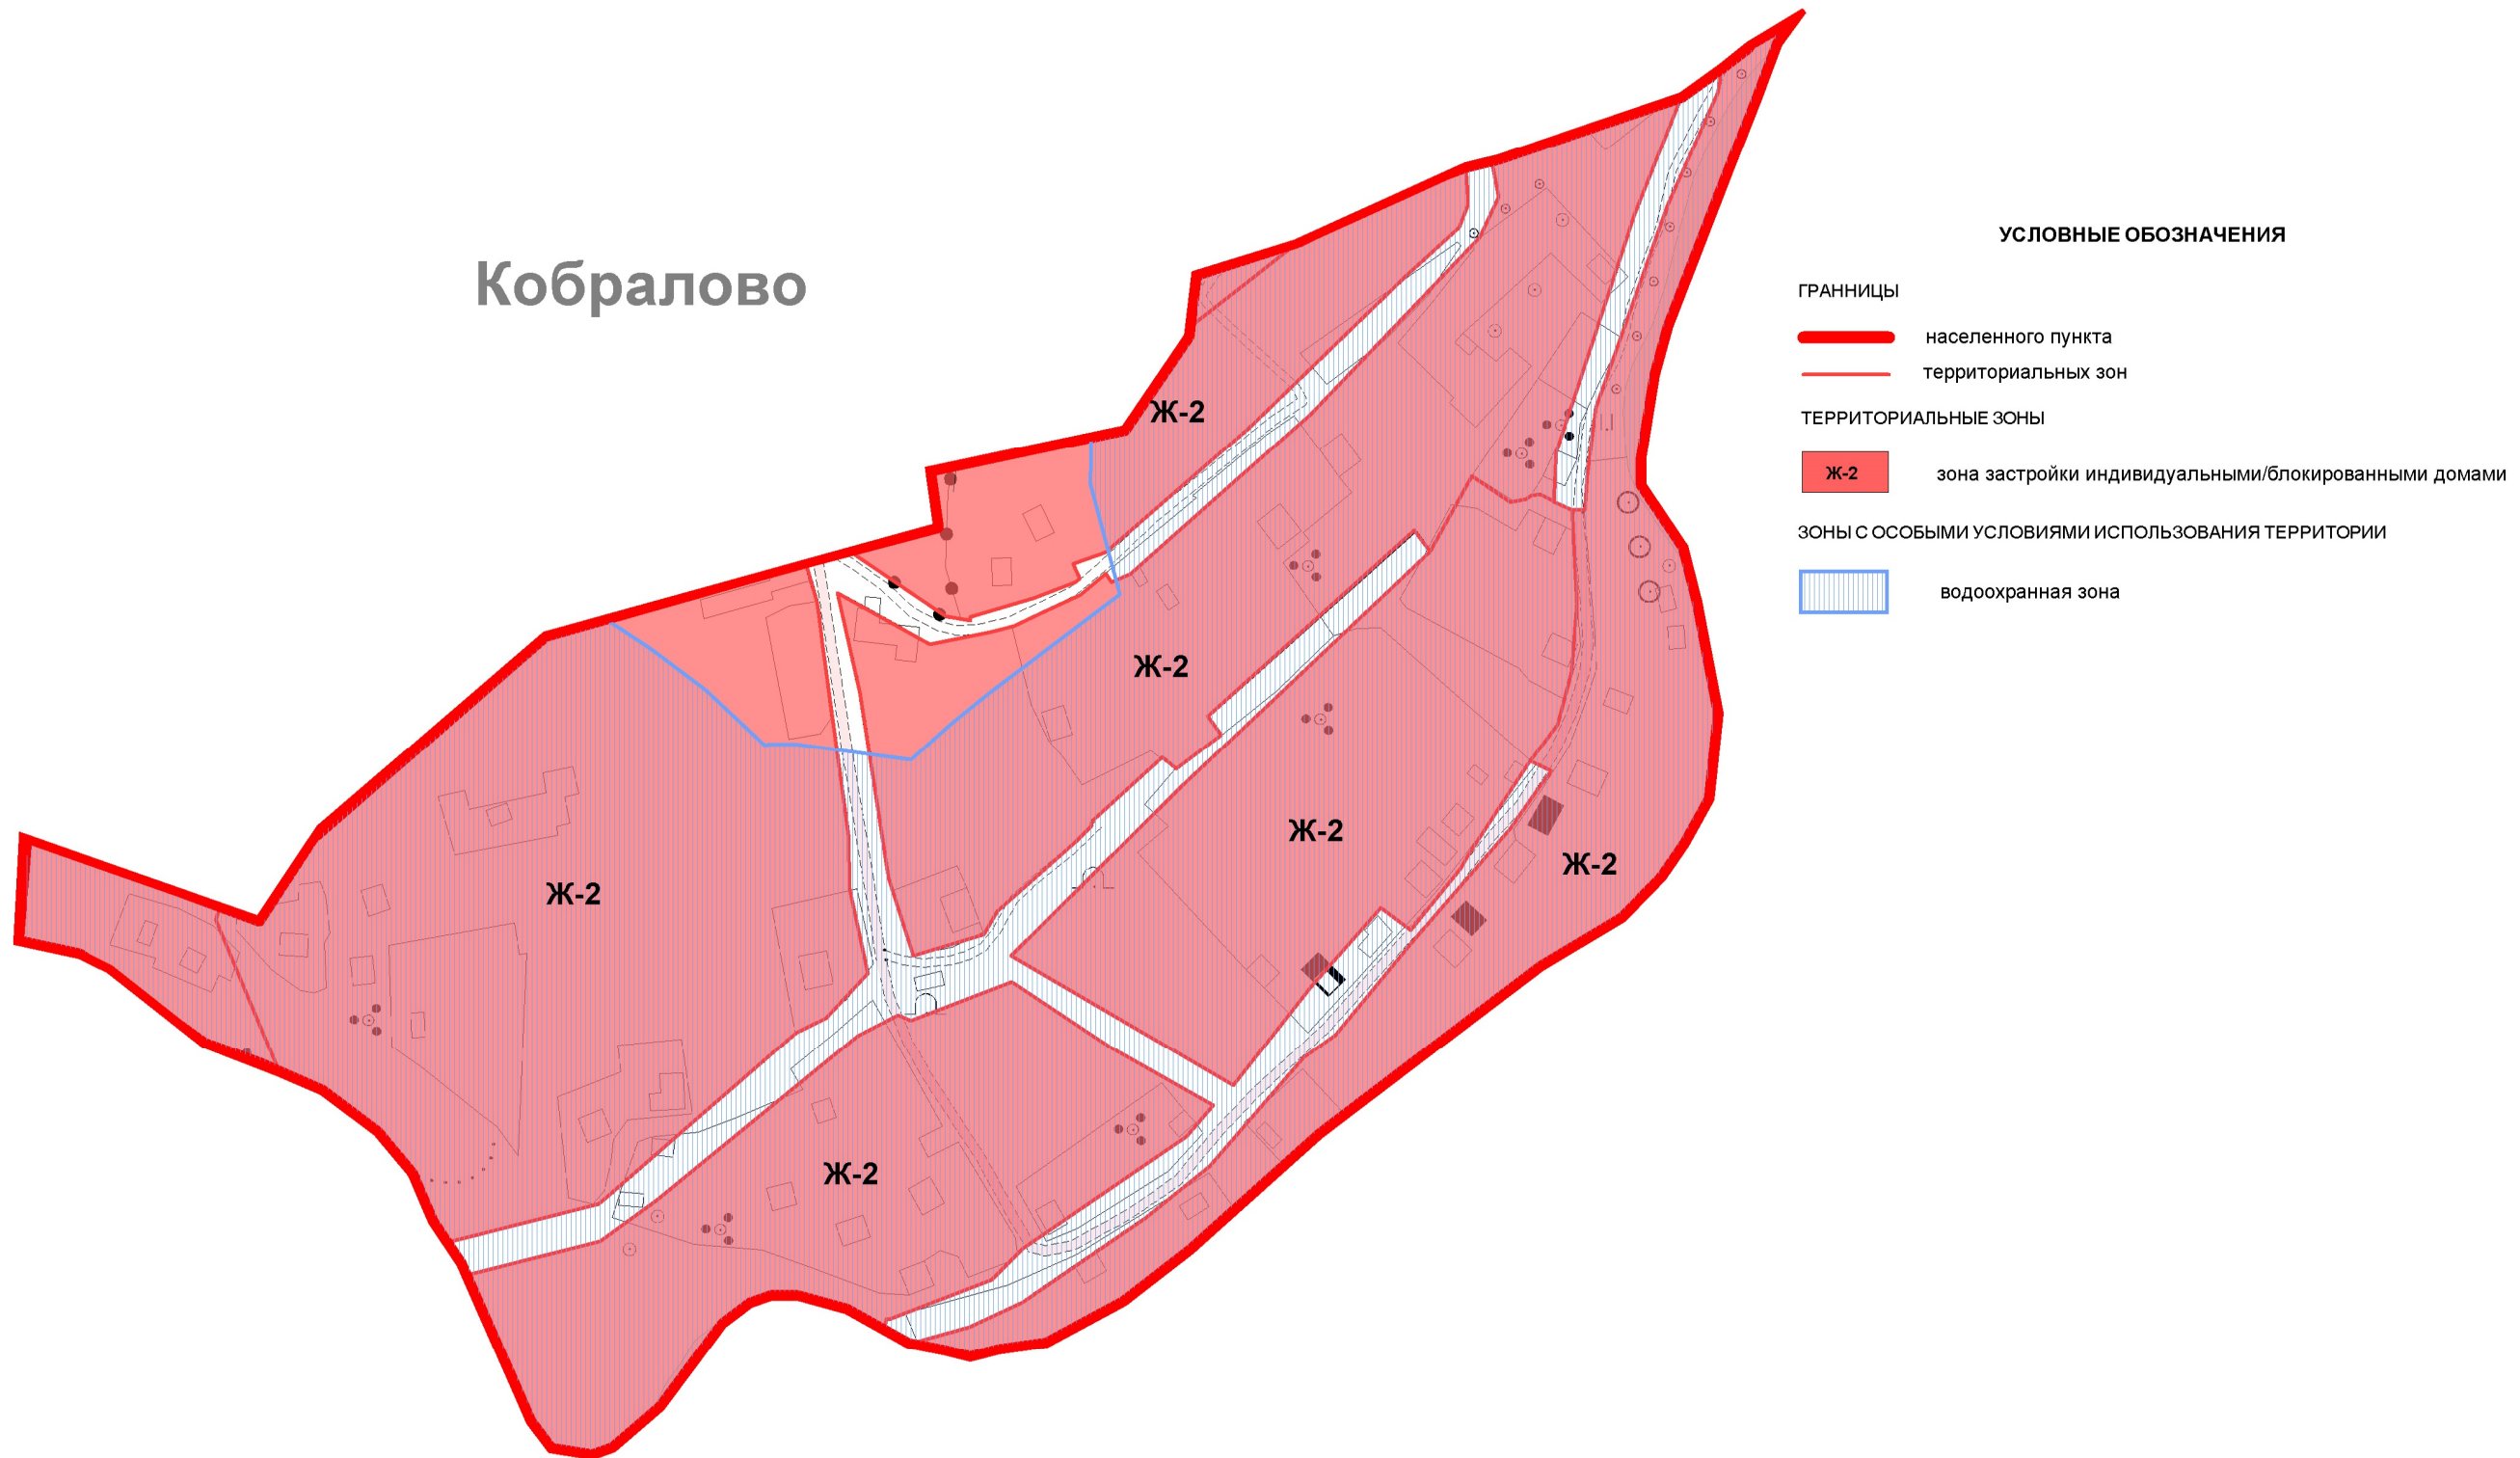 Кобралово
УСЛОВНЫЕ ОБОЗНАЧЕНИЯ
ГРАННИЦЫ
населенного пункта
территориальных зон
ТЕРРИТОРИАЛЬНЫЕ ЗОНЫ
Ж-2 зона застройки индивидуальными/блокированными домами
ЗОНЫ С ОСОБЫМИ УСЛОВИЯМИ ИСПОЛЬЗОВАНИЯ ТЕРРИТОРИИ
водоохранная зона
Ж-2
Ж-2
Ж-2
Ж-2
Ж-2
Ж-2